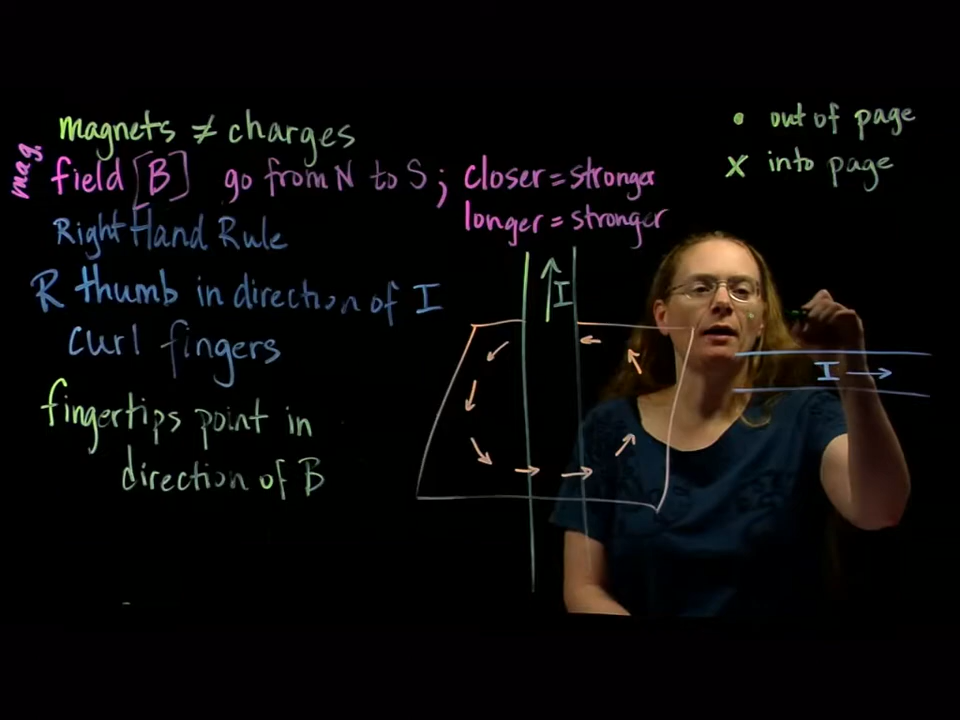 magnets ≠ charges
mag.
field [B] go from N to S; closer = stronger
longer = stronger
Right Hand Rule
R thumb in direction of I
curl fingers
fingertips point in
direction of B
• out of page
x into page
I
I →